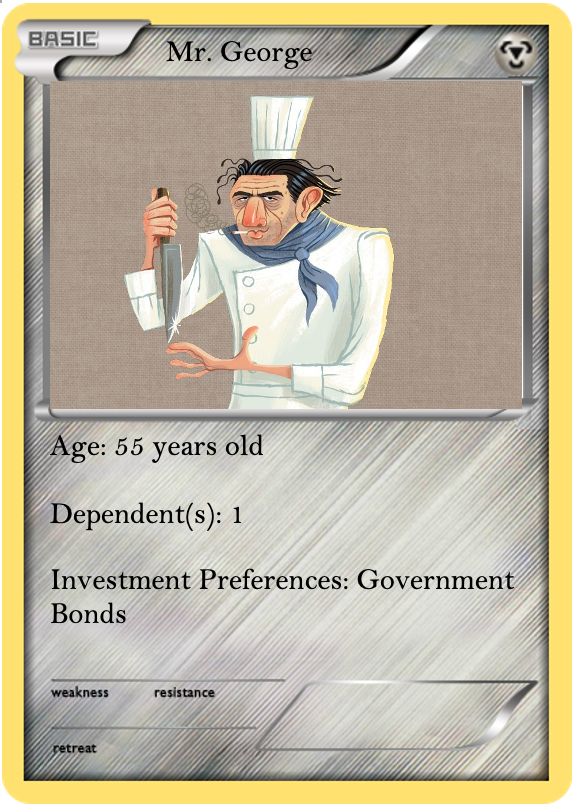 BASIC
Mr. George
Age: 55 years old
Dependent(s): 1
Investment Preferences: Government
Bonds
weakness resistance
retreat